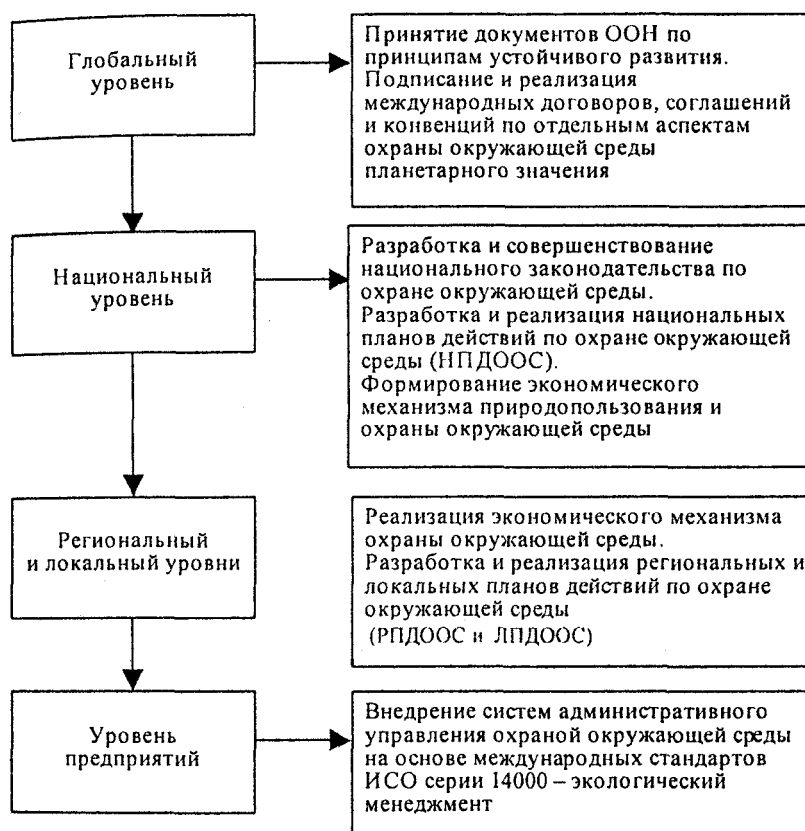 Глобальный
уровень
Принятие документов ООН по
принципам устойчивого развития.
Подписание и реализация
международных договоров, соглашений
и конвенций по отдельным аспектам
охраны окружающей среды
планетарного значения
Национальный
уровень
Разработка и совершенствование
национального законодательства по
охране окружающей среды.
Разработка и реализация национальных
планов действий по охране окружающей
среды (НПДООС).
Формирование экономического
механизма природопользования и
охраны окружающей среды
Региональный
и локальный уровни
Реализация экономического механизма
охраны окружающей среды.
Разработка и реализация региональных и
локальных планов действий по охране
окружающей среды
(РПДООС и ЛПДООС)
Уровень
предприятий
Внедрение систем административного
управления охраной окружающей среды
на основе международных стандартов
ИСО серии 14000 – экологический
менеджмент